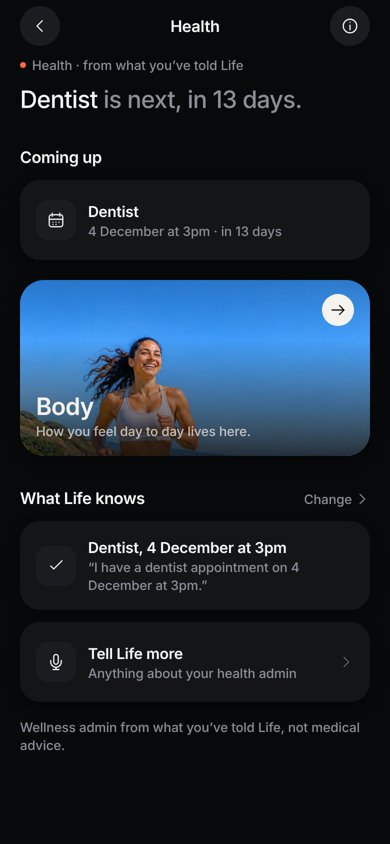 Health
Health · from what you’ve told Life
Dentist is next, in 13 days.
Coming up
Dentist
4 December at 3pm · in 13 days
Body
How you feel day to day lives here.
What Life knows
Change
Dentist, 4 December at 3pm
“I have a dentist appointment on 4
December at 3pm.”
Tell Life more
Anything about your health admin
Wellness admin from what you’ve told Life, not medical
advice.